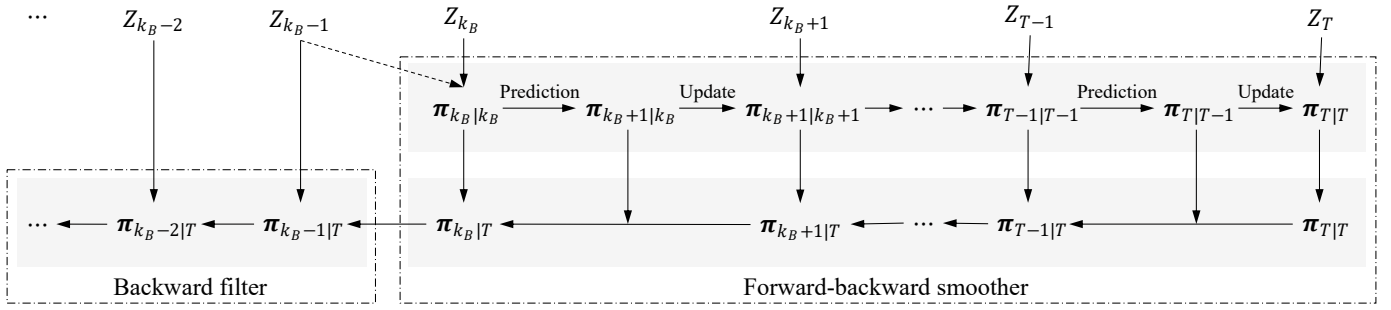 ⋯ Z_{k_B−2} Z_{k_B−1} Z_{k_B} Z_{k_B+1} Z_{T−1} Z_T
Prediction Update Prediction Update
π_{k_B|k_B} π_{k_B+1|k_B} π_{k_B+1|k_B+1} ⋯ π_{T−1|T−1} π_{T|T−1} π_{T|T}
⋯ π_{k_B−2|T} π_{k_B−1|T} π_{k_B|T} π_{k_B+1|T} ⋯ π_{T−1|T} π_{T|T}
Backward filter Forward-backward smoother